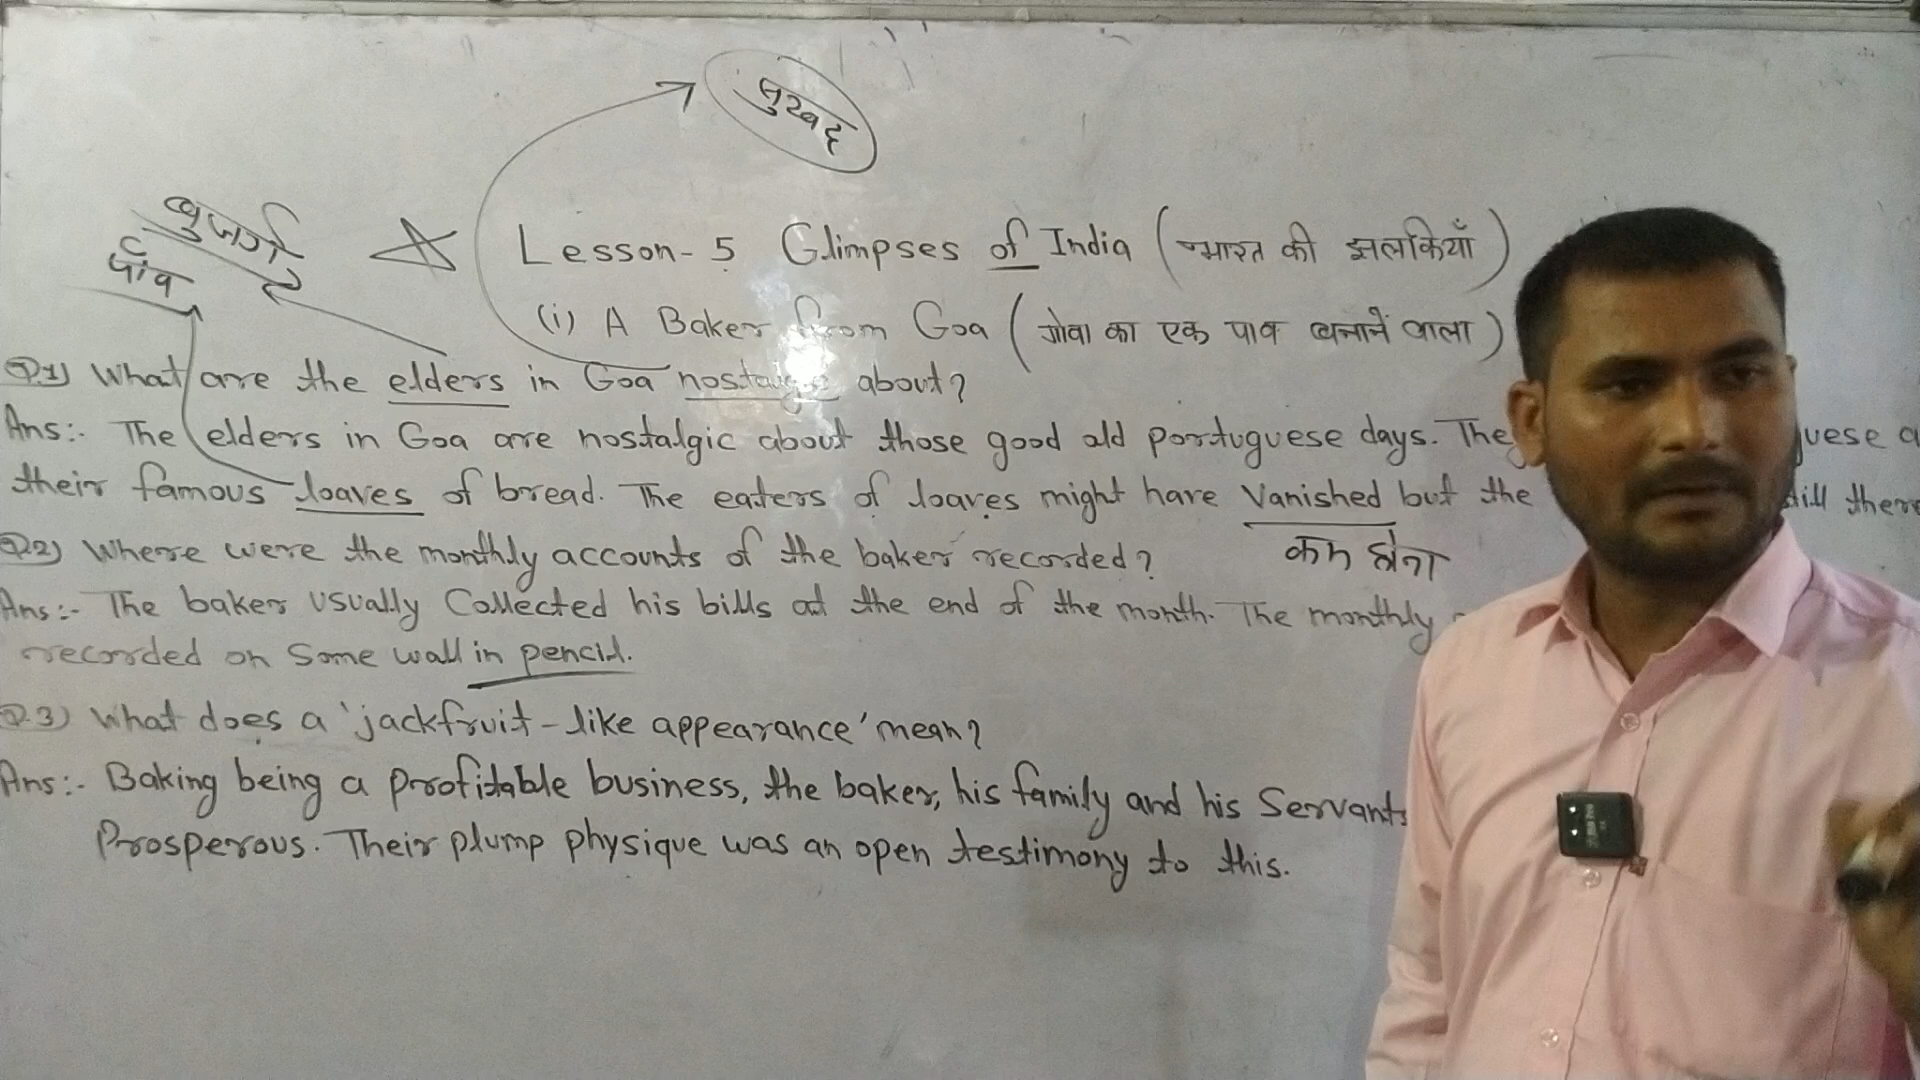 सुखद
बुजुर्गो
पांव
Lesson-5 Glimpses of India (भारत की झलकियाँ)
(i) A Baker from Goa (गोवा का एक पाव बनानें वाला)
Q.1) What are the elders in Goa nostalgic about?
Ans:. The elders in Goa are nostalgic about those good old portuguese days. The
their famous loaves of bread. The eaters of loaves might have Vanished but the still there
Q.2) Where were the monthly accounts of the baker recorded?
कम होना
Ans:- The baker usually Collected his bills at the end of the month. The monthly
recorded on Some wall in pencil.
Q.3) What does a 'jackfruit-like appearance' mean?
Ans:- Baking being a profitable business, the baker, his family and his Servants
Prosperous. Their plump physique was an open testimony to this.